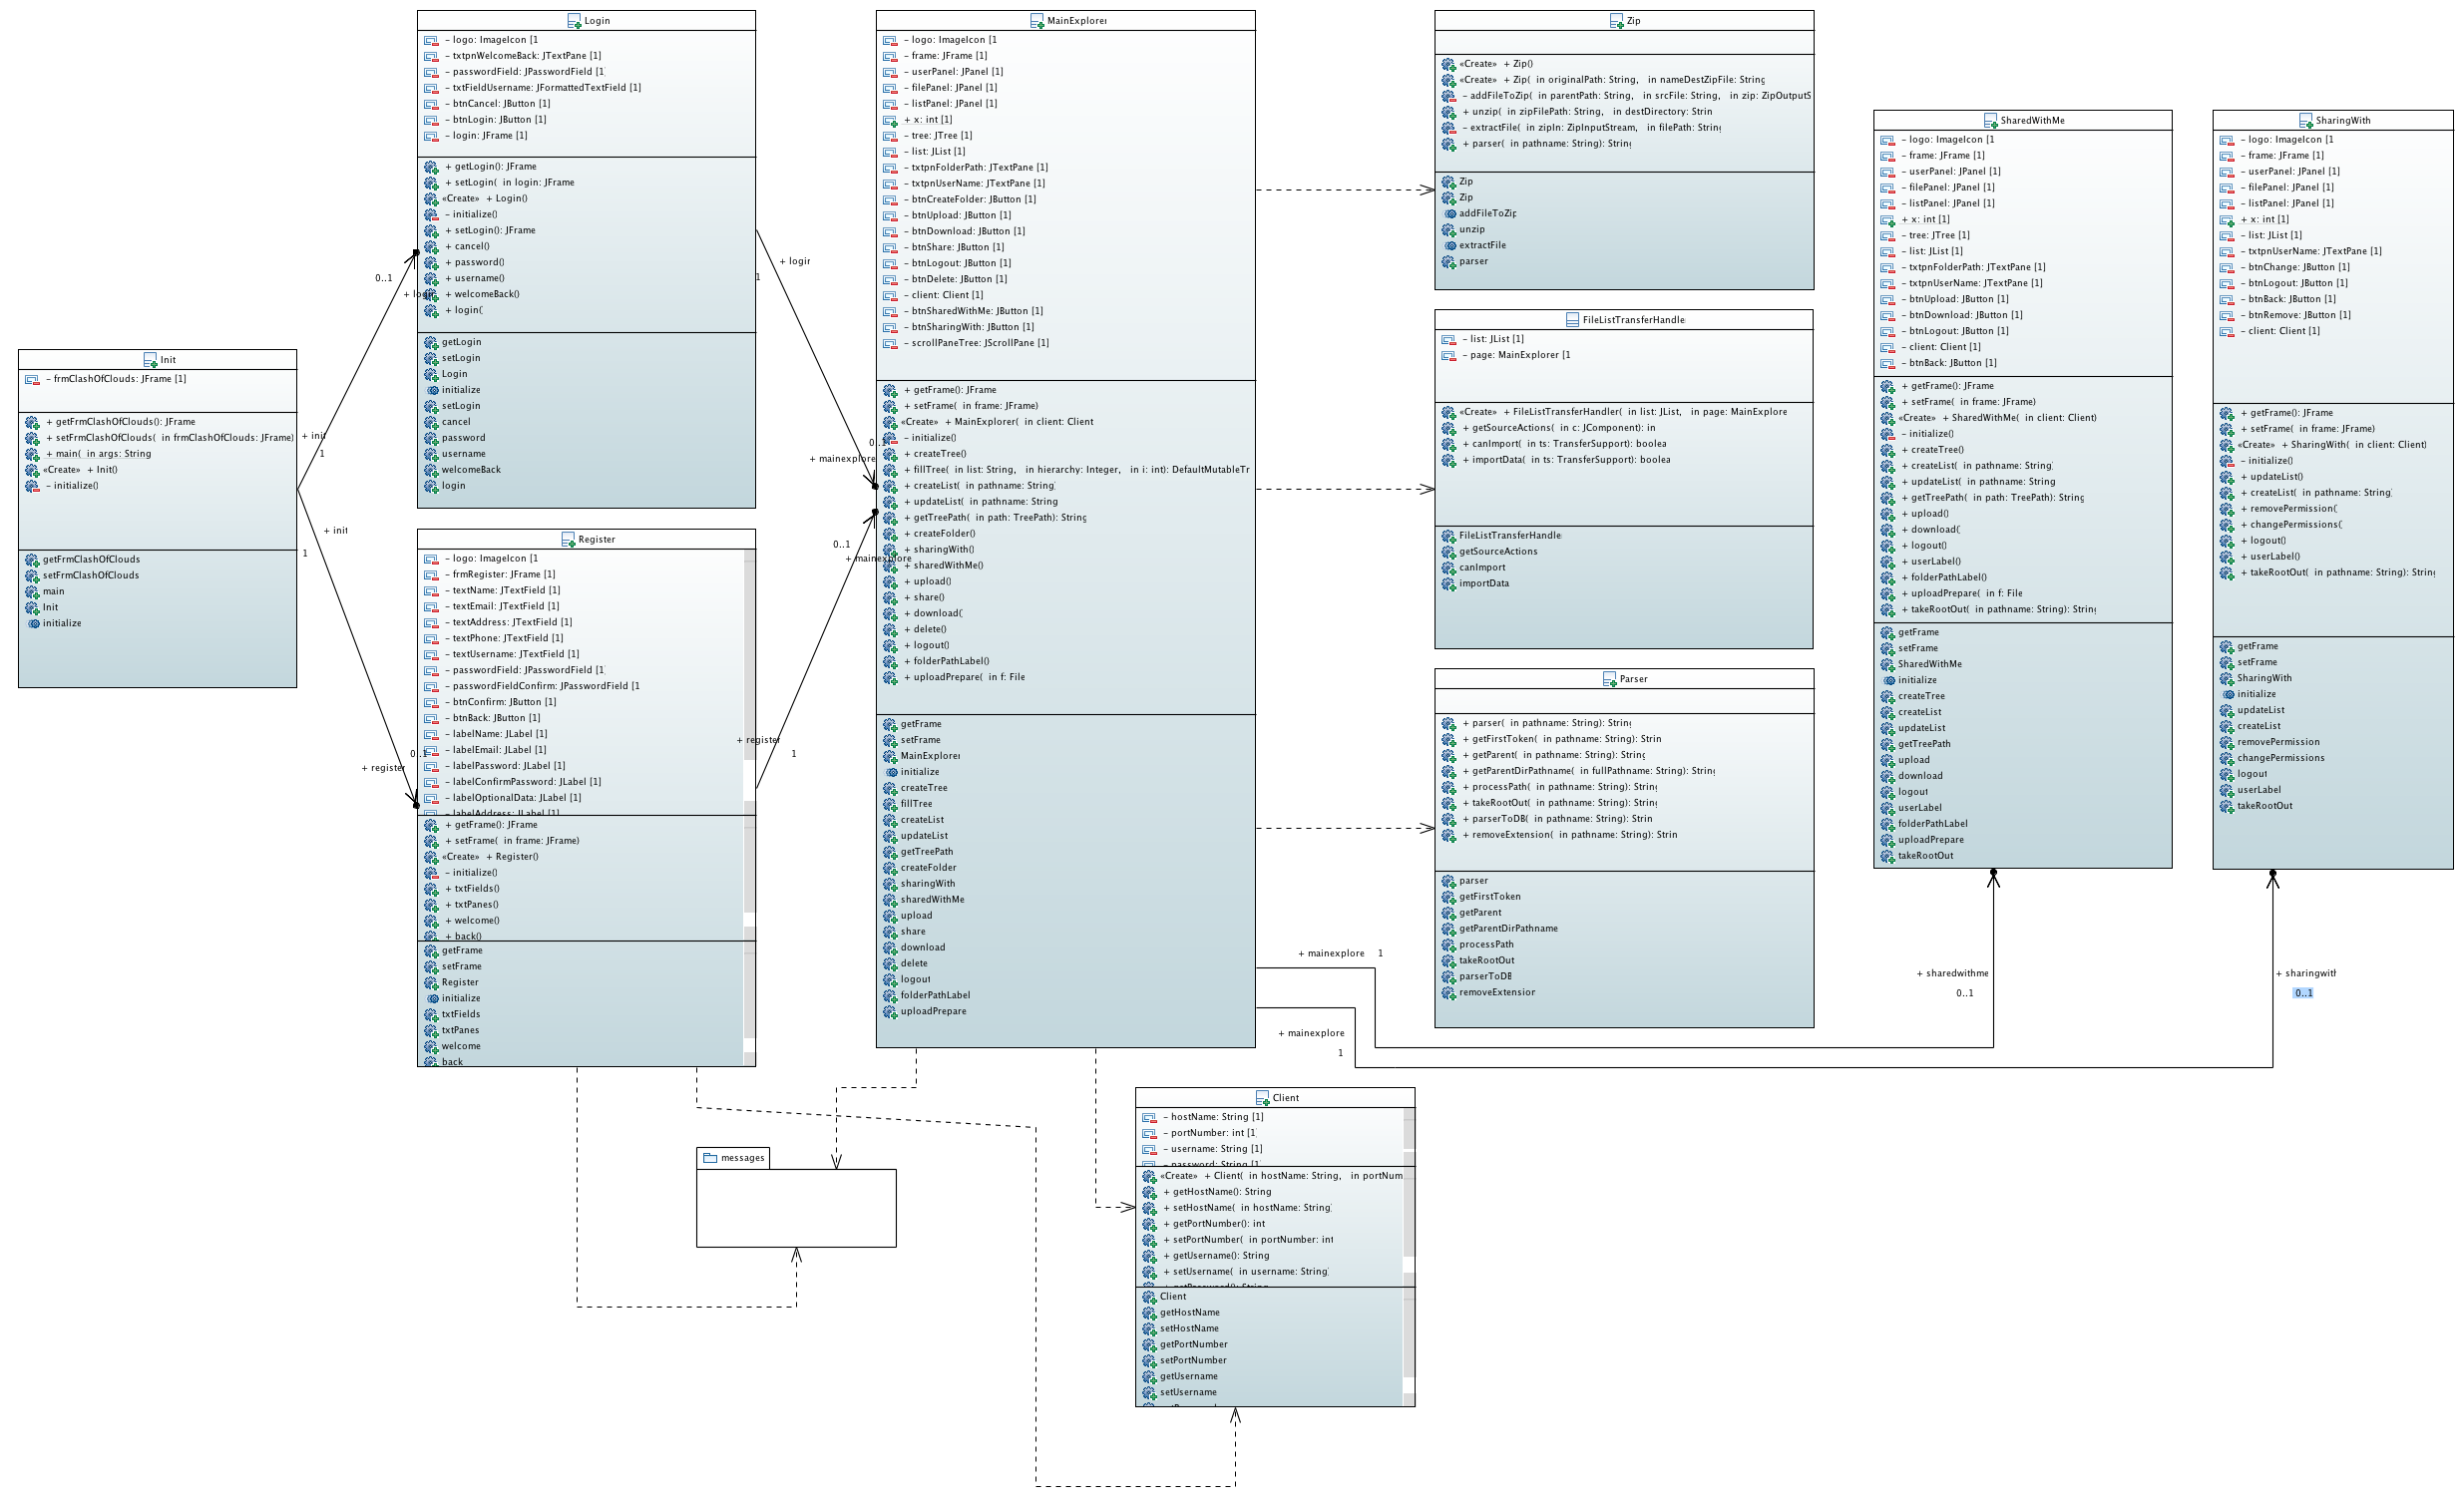 Init
- frmClashOfClouds: JFrame [1]
+ getFrmClashOfClouds(): JFrame
+ setFrmClashOfClouds( in frmClashOfClouds: JFrame)
+ main( in args: String
«Create» + Init()
- initialize()
getFrmClashOfClouds
setFrmClashOfClouds
main
Init
initialize
+ init
1
+ init
1
0..1
+ login
0..1
+ register
Login
- logo: ImageIcon [1
- txtpnWelcomeBack: JTextPane [1]
- passwordField: JPasswordField [1]
- txtFieldUsername: JFormattedTextField [1]
- btnCancel: JButton [1]
- btnLogin: JButton [1]
- login: JFrame [1]
+ getLogin(): JFrame
+ setLogin( in login: JFrame
«Create» + Login()
- initialize()
+ setLogin(): JFrame
+ cancel()
+ password()
+ username()
+ welcomeBack()
+ login(
getLogin
setLogin
Login
initialize
setLogin
cancel
password
username
welcomeBack
login
Register
- logo: ImageIcon [1
- frmRegister: JFrame [1]
- textName: JTextField [1]
- textEmail: JTextField [1]
- textAddress: JTextField [1]
- textPhone: JTextField [1]
- textUsername: JTextField [1]
- passwordField: JPasswordField [1]
- passwordFieldConfirm: JPasswordField [1
- btnConfirm: JButton [1]
- btnBack: JButton [1]
- labelName: JLabel [1]
- labelEmail: JLabel [1]
- labelPassword: JLabel [1]
- labelConfirmPassword: JLabel [1]
- labelOptionalData: JLabel [1]
- labelAddress: JLabel [1]
+ getFrame(): JFrame
+ setFrame( in frame: JFrame)
«Create» + Register()
- initialize()
+ txtFields()
+ txtPanes()
+ welcome()
+ back()
getFrame
setFrame
Register
initialize
txtFields
txtPanes
welcome
back
+ login
1
0..1
+ mainexplore
0..1
+ mainexplore
+ register
1
MainExplorer
- logo: ImageIcon [1
- frame: JFrame [1]
- userPanel: JPanel [1]
- filePanel: JPanel [1]
- listPanel: JPanel [1]
+ x: int [1]
- tree: JTree [1]
- list: JList [1]
- txtpnFolderPath: JTextPane [1]
- txtpnUserName: JTextPane [1]
- btnCreateFolder: JButton [1]
- btnUpload: JButton [1]
- btnDownload: JButton [1]
- btnShare: JButton [1]
- btnLogout: JButton [1]
- btnDelete: JButton [1]
- client: Client [1]
- btnSharedWithMe: JButton [1]
- btnSharingWith: JButton [1]
- scrollPaneTree: JScrollPane [1]
+ getFrame(): JFrame
+ setFrame( in frame: JFrame)
«Create» + MainExplorer( in client: Client
- initialize()
+ createTree()
+ fillTree( in list: String, in hierarchy: Integer, in i: int): DefaultMutableTr
+ createList( in pathname: String)
+ updateList( in pathname: String
+ getTreePath( in path: TreePath): String
+ createFolder()
+ sharingWith()
+ sharedWithMe()
+ upload()
+ share()
+ download(
+ delete()
+ logout()
+ folderPathLabel()
+ uploadPrepare( in f: File
getFrame
setFrame
MainExplorer
initialize
createTree
fillTree
createList
updateList
getTreePath
createFolder
sharingWith
sharedWithMe
upload
share
download
delete
logout
folderPathLabel
uploadPrepare
Zip
«Create» + Zip()
«Create» + Zip( in originalPath: String, in nameDestZipFile: String
- addFileToZip( in parentPath: String, in srcFile: String, in zip: ZipOutputS
+ unzip( in zipFilePath: String, in destDirectory: Strin
- extractFile( in zipIn: ZipInputStream, in filePath: String
+ parser( in pathname: String): String
Zip
Zip
addFileToZip
unzip
extractFile
parser
FileListTransferHandle
- list: JList [1]
- page: MainExplorer [1
«Create» + FileListTransferHandler( in list: JList, in page: MainExplore
+ getSourceActions( in c: JComponent): in
+ canImport( in ts: TransferSupport): boolea
+ importData( in ts: TransferSupport): boolea
FileListTransferHandle
getSourceActions
canImport
importData
Parser
+ parser( in pathname: String): String
+ getFirstToken( in pathname: String): Strin
+ getParent( in pathname: String): String
+ getParentDirPathname( in fullPathname: String): String
+ processPath( in pathname: String): String
+ takeRootOut( in pathname: String): String
+ parserToDB( in pathname: String): Strin
+ removeExtension( in pathname: String): Strin
parser
getFirstToken
getParent
getParentDirPathname
processPath
takeRootOut
parserToDB
removeExtension
SharedWithMe
- logo: ImageIcon [1
- frame: JFrame [1]
- userPanel: JPanel [1]
- filePanel: JPanel [1]
- listPanel: JPanel [1]
+ x: int [1]
- tree: JTree [1]
- list: JList [1]
- txtpnFolderPath: JTextPane [1]
- txtpnUserName: JTextPane [1]
- btnUpload: JButton [1]
- btnDownload: JButton [1]
- btnLogout: JButton [1]
- client: Client [1]
- btnBack: JButton [1]
+ getFrame(): JFrame
+ setFrame( in frame: JFrame)
«Create» + SharedWithMe( in client: Client)
- initialize()
+ createTree()
+ createList( in pathname: String)
+ updateList( in pathname: String
+ getTreePath( in path: TreePath): String
+ upload()
+ download(
+ logout()
+ userLabel()
+ folderPathLabel()
+ uploadPrepare( in f: File
+ takeRootOut( in pathname: String): String
getFrame
setFrame
SharedWithMe
initialize
createTree
createList
updateList
getTreePath
upload
download
logout
userLabel
folderPathLabel
uploadPrepare
takeRootOut
SharingWith
- logo: ImageIcon [1
- frame: JFrame [1]
- userPanel: JPanel [1]
- filePanel: JPanel [1]
- listPanel: JPanel [1]
+ x: int [1]
- list: JList [1]
- txtpnUserName: JTextPane [1]
- btnChange: JButton [1]
- btnLogout: JButton [1]
- btnBack: JButton [1]
- btnRemove: JButton [1]
- client: Client [1]
+ getFrame(): JFrame
+ setFrame( in frame: JFrame)
«Create» + SharingWith( in client: Client)
- initialize()
+ updateList()
+ createList( in pathname: String)
+ removePermission(
+ changePermissions(
+ logout()
+ userLabel()
+ takeRootOut( in pathname: String): String
getFrame
setFrame
SharingWith
initialize
updateList
createList
removePermission
changePermissions
logout
userLabel
takeRootOut
+ mainexplore 1
+ mainexplore
1
+ sharedwithme
0..1
+ sharingwith
0..1
messages
Client
- hostName: String [1]
- portNumber: int [1]
- username: String [1]
- password: String [1]
«Create» + Client( in hostName: String, in portNum
+ getHostName(): String
+ setHostName( in hostName: String)
+ getPortNumber(): int
+ setPortNumber( in portNumber: int
+ getUsername(): String
+ setUsername( in username: String)
+ getPassword(): String
Client
getHostName
setHostName
getPortNumber
setPortNumber
getUsername
setUsername